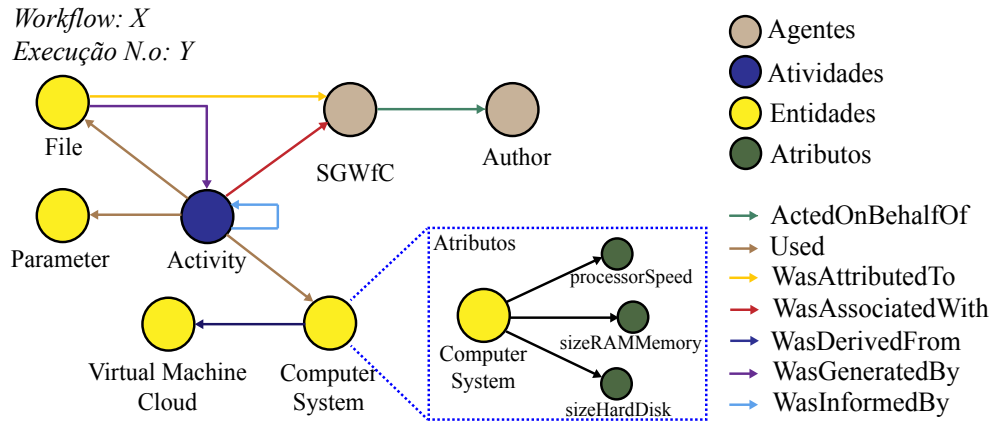 Workflow: X
Execução N.o: Y
File
SGWfC
Author
Parameter
Activity
Virtual Machine
Cloud
Computer
System
Atributos
processorSpeed
sizeRAMMemory
Computer
System
sizeHardDisk
Agentes
Atividades
Entidades
Atributos
ActedOnBehalfOf
Used
WasAttributedTo
WasAssociatedWith
WasDerivedFrom
WasGeneratedBy
WasInformedBy